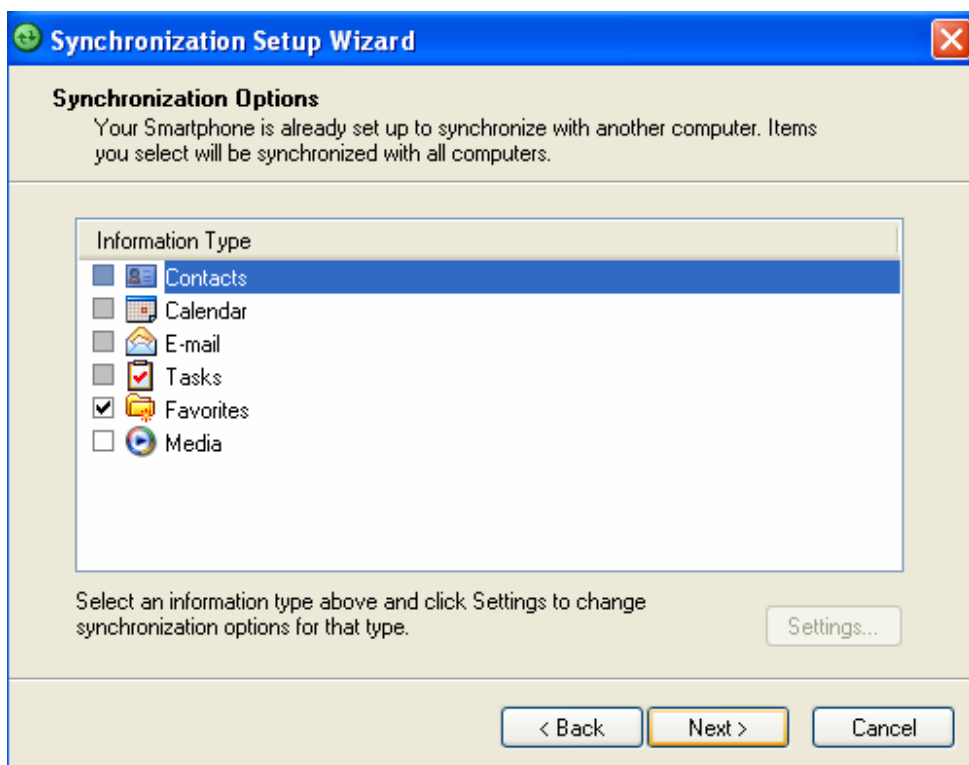 Synchronization Setup Wizard
Synchronization Options
Your Smartphone is already set up to synchronize with another computer. Items
you select will be synchronized with all computers.
Information Type
Contacts
Calendar
E-mail
Tasks
Favorites
Media
Select an information type above and click Settings to change
synchronization options for that type.
Settings...
< Back
Next >
Cancel